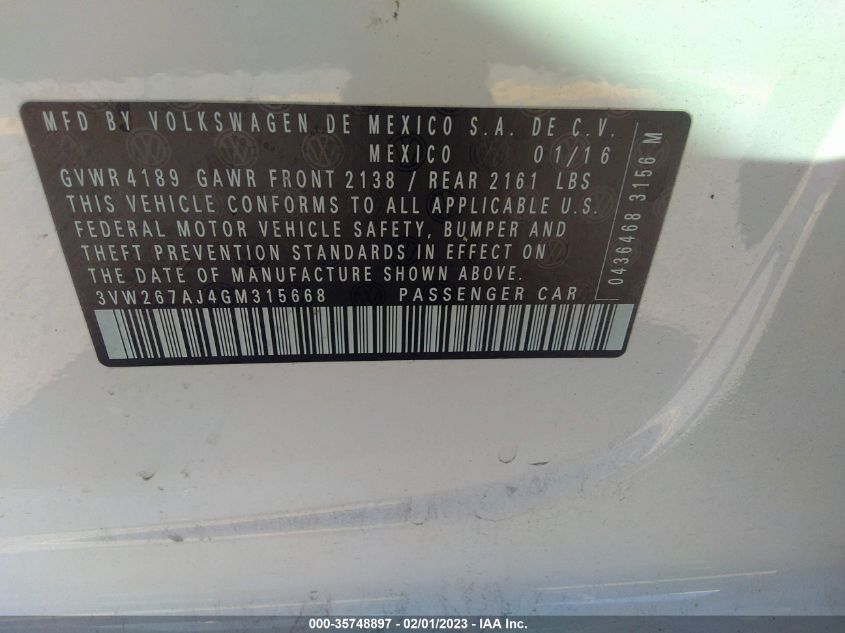 MFD BY VOLKSWAGEN DE MEXICO S.A. DE C.V.
MEXICO 01/16
GVWR 4189 GAWR FRONT 2138 / REAR 2161 LBS
THIS VEHICLE CONFORMS TO ALL APPLICABLE U.S.
FEDERAL MOTOR VEHICLE SAFETY, BUMPER AND
THEFT PREVENTION STANDARDS IN EFFECT ON
THE DATE OF MANUFACTURE SHOWN ABOVE.
3VW267AJ4GM315668 PASSENGER CAR
0436468 3156 M
000-35748897 - 02/01/2023 - IAA Inc.